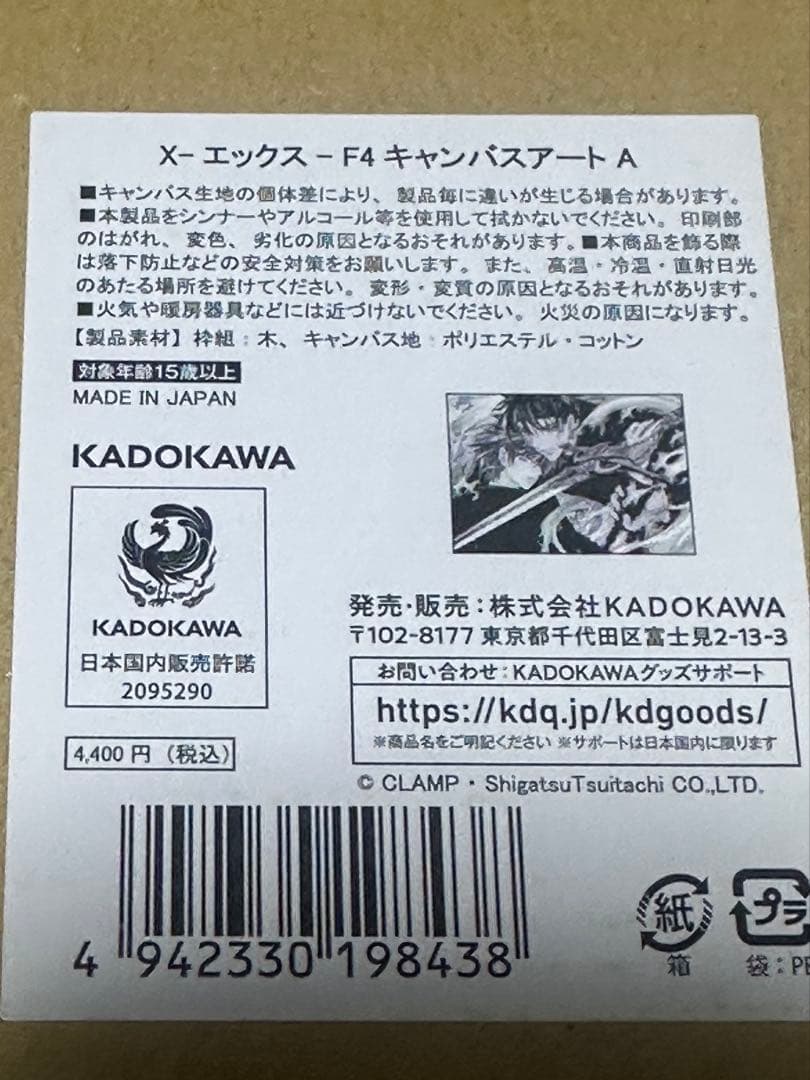 X- エックス - F4 キャンバスアート A
■キャンバス生地の個体差により、製品毎に違いが生じる場合があります。
■本製品をシンナーやアルコール等を使用して拭かないでください。印刷部
のはがれ、変色、劣化の原因となるおそれがあります。■本商品を飾る際
は落下防止などの安全対策をお願いします。また、高温・冷温・直射日光
のあたる場所を避けてください。変形・変質の原因となるおそれがあります。
■火気や暖房器具などには近づけないでください。火災の原因になります。
【製品素材】枠組：木、キャンバス地：ポリエステル・コットン
対象年齢15歳以上
MADE IN JAPAN
KADOKAWA
KADOKAWA
日本国内販売許諾
2095290
4,400 円（税込）
発売・販売：株式会社KADOKAWA
〒102-8177 東京都千代田区富士見2-13-3
お問い合わせ：KADOKAWAグッズサポート
https://kdq.jp/kdgoods/
※商品名をご明記ください ※サポートは日本国内に限ります
© CLAMP・ShigatsuTsuitachi CO.,LTD.
4 942330 198438
紙
箱
プラ
袋：PE